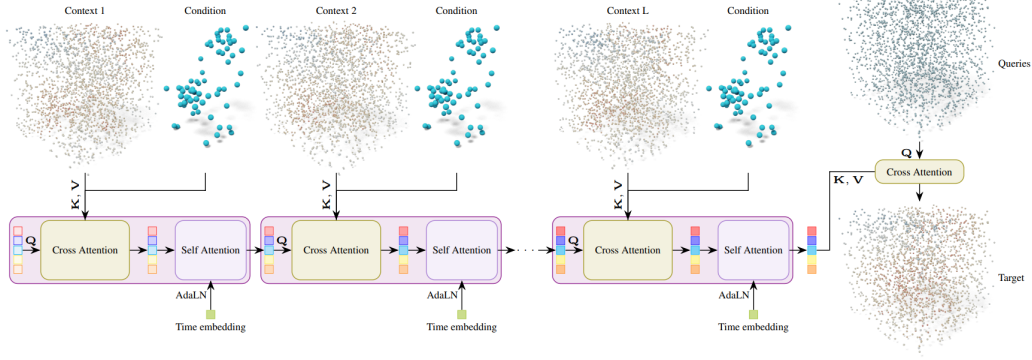 Context 1
Condition
Context 2
Condition
Context L
Condition
Queries
K, V
K, V
K, V
Q
K, V
Cross Attention
Q
Cross Attention
Self Attention
Q
Cross Attention
Self Attention
· · ·
Q
Cross Attention
Self Attention
Target
AdaLN
AdaLN
AdaLN
Time embedding
Time embedding
Time embedding